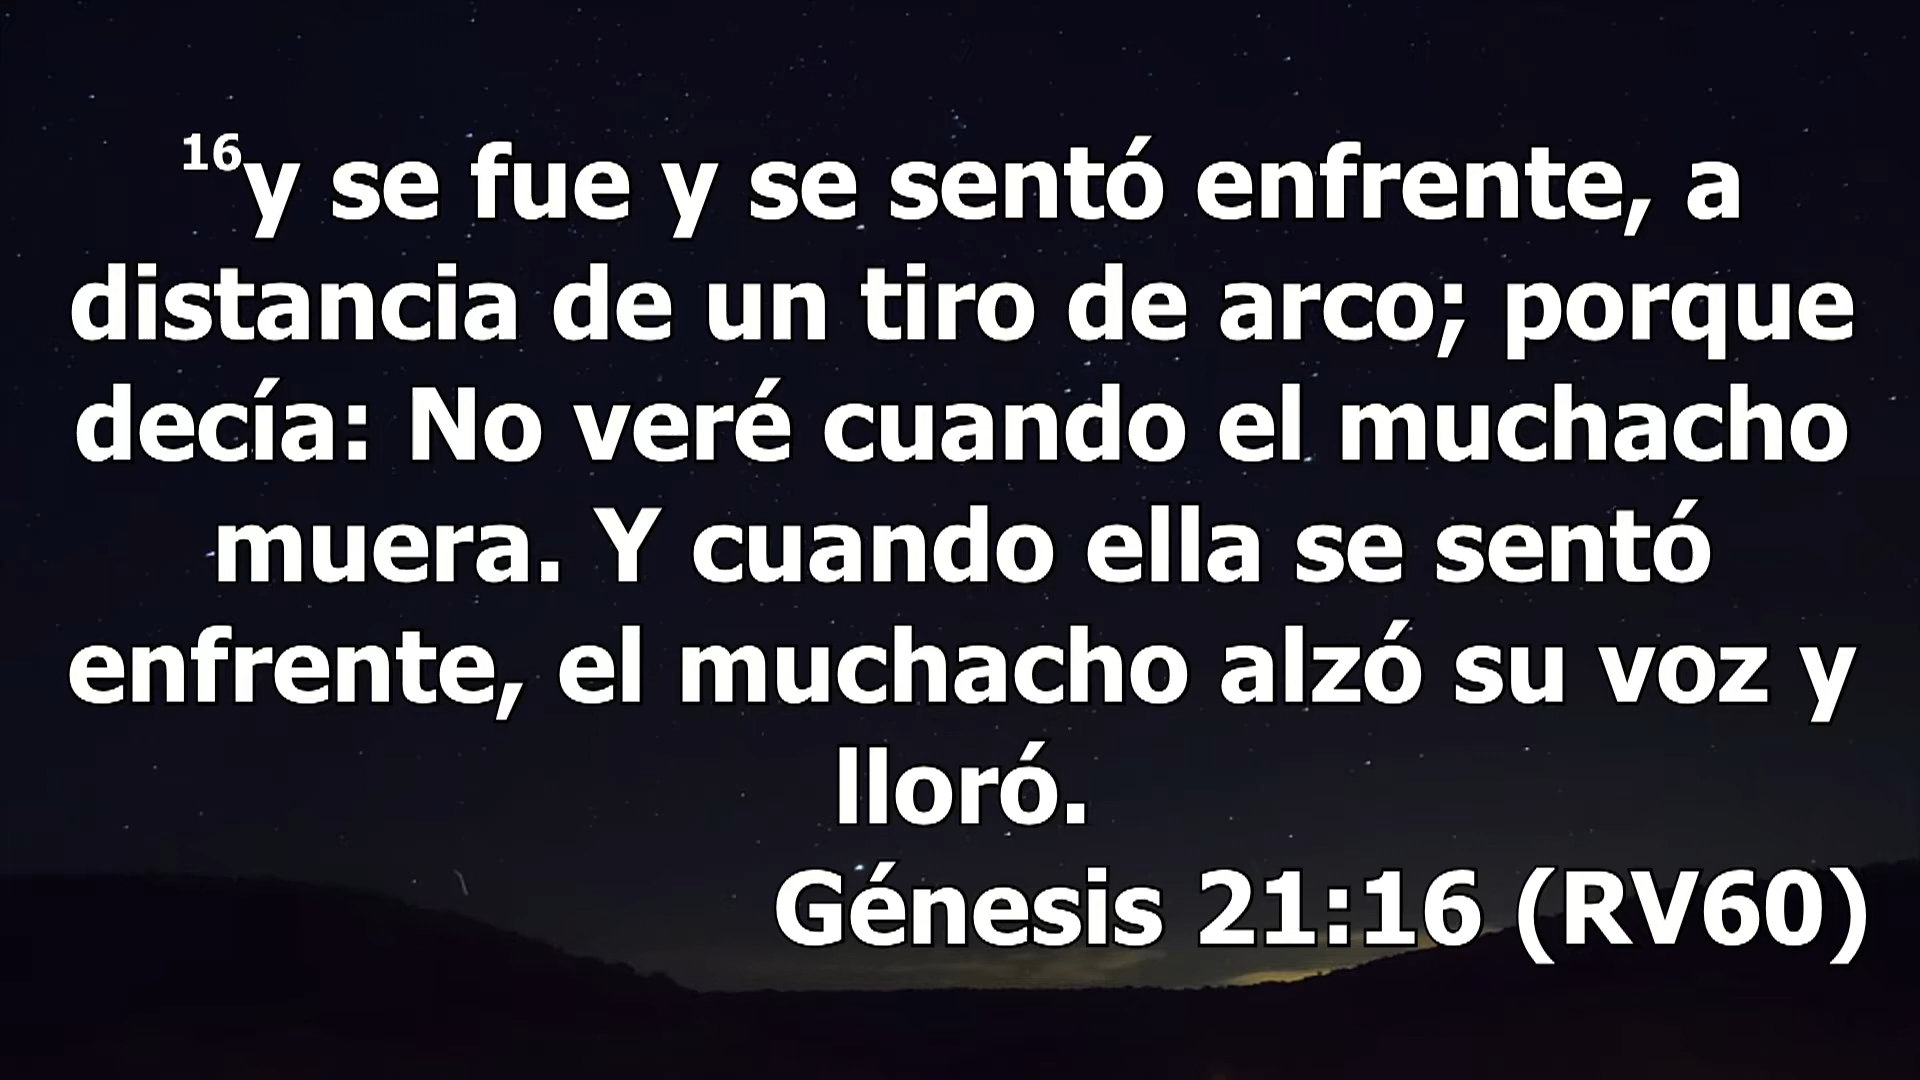 16y se fue y se sentó enfrente, a
distancia de un tiro de arco; porque
decía: No veré cuando el muchacho
muera. Y cuando ella se sentó
enfrente, el muchacho alzó su voz y
lloró.
Génesis 21:16 (RV60)